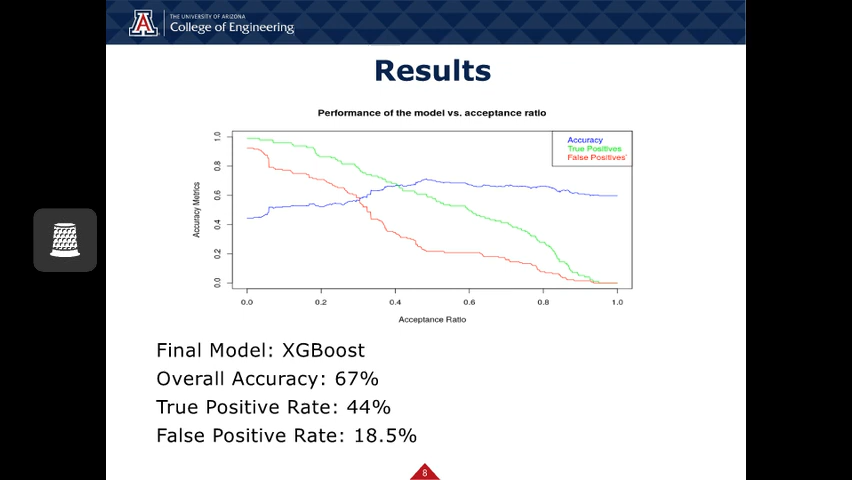 THE UNIVERSITY OF ARIZONA
College of Engineering
Results
Performance of the model vs. acceptance ratio
Accuracy
True Positives
False Positives'
Accuracy Metrics
0.0
0.2
0.4
0.6
0.8
1.0
0.0
0.2
0.4
0.6
0.8
1.0
Acceptance Ratio
Final Model: XGBoost
Overall Accuracy: 67%
True Positive Rate: 44%
False Positive Rate: 18.5%
8